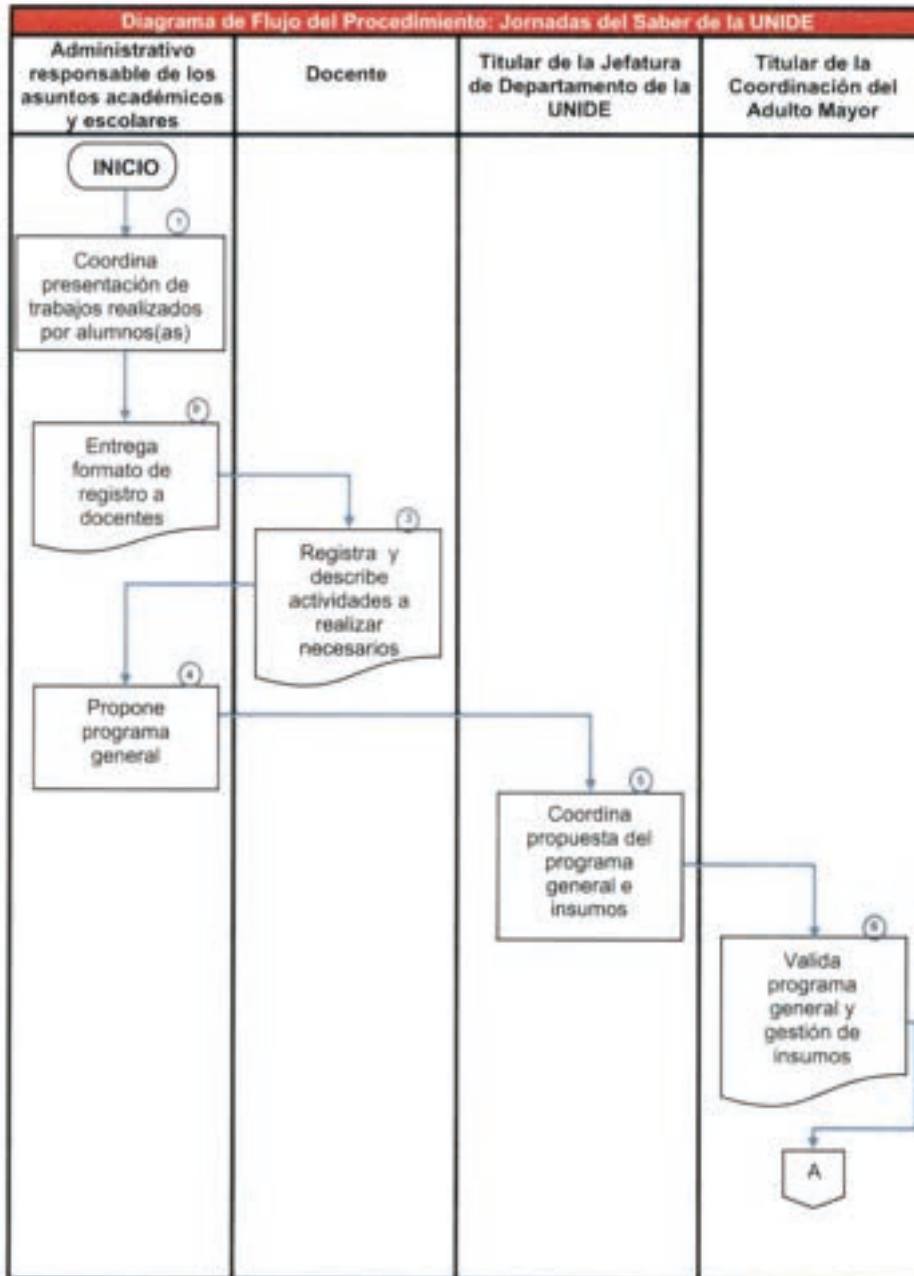 Diagrama de Flujo del Procedimiento: Jornadas del Saber de la UNIDE
Administrativo
responsable de los
asuntos académicos
y escolares
Docente
Titular de la Jefatura
de Departamento de la
UNIDE
Titular de la
Coordinación del
Adulto Mayor
INICIO
1
Coordina
presentación de
trabajos realizados
por alumnos(as)
Entrega
formato de
registro a
docentes
3
Registra y
describe
actividades a
realizar
necesarios
4
Propone
programa
general
5
Coordina
propuesta del
programa
general e
insumos
6
Valida
programa
general y
gestión de
insumos
A